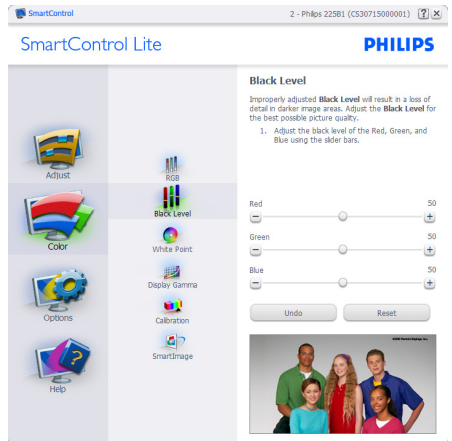 SmartControl
2 - Philips 225B1 (CS30715000001)
SmartControl Lite
PHILIPS
Adjust
Color
Options
Help
RGB
Black Level
White Point
Display Gamma
Calibration
SmartImage
Black Level
Improperly adjusted Black Level will result in a loss of
detail in darker image areas. Adjust the Black Level for
the best possible picture quality.
1. Adjust the black level of the Red, Green, and
Blue using the slider bars.
Red 50
Green 50
Blue 50
Undo Reset